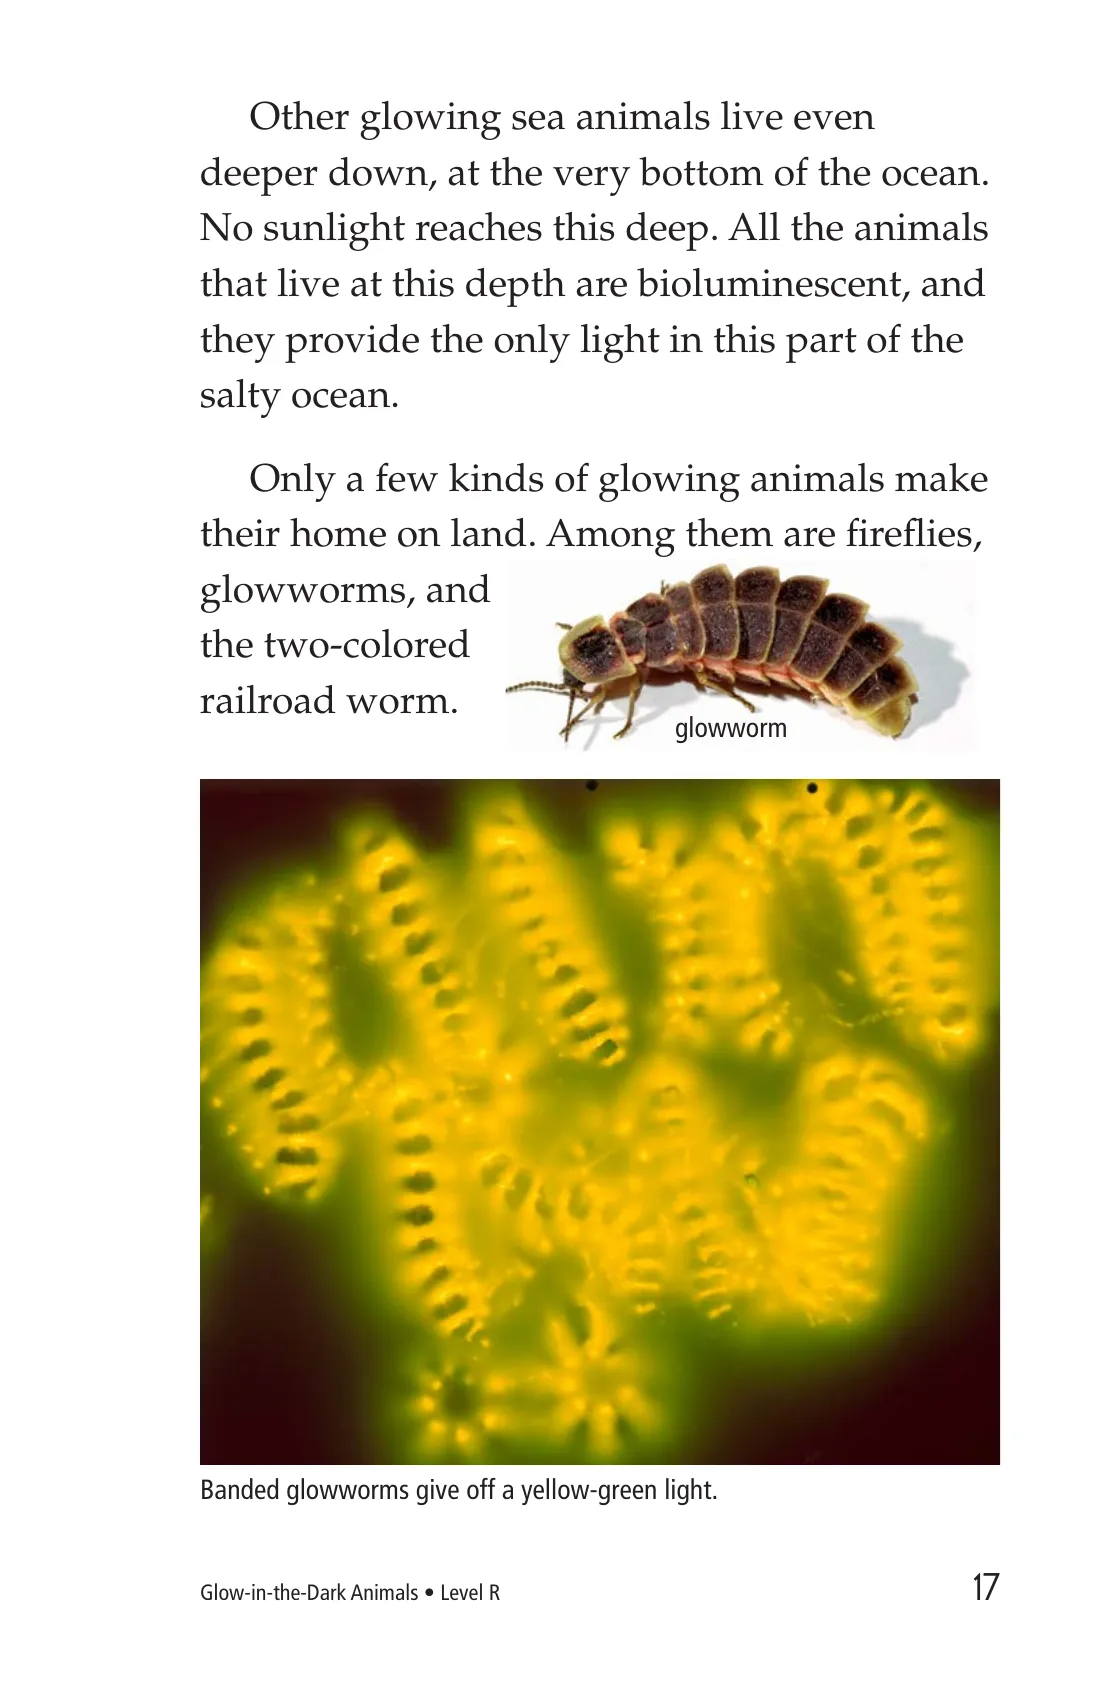 Other glowing sea animals live even
deeper down, at the very bottom of the ocean.
No sunlight reaches this deep. All the animals
that live at this depth are bioluminescent, and
they provide the only light in this part of the
salty ocean.
Only a few kinds of glowing animals make
their home on land. Among them are fireflies,
glowworms, and
the two-colored
railroad worm.
glowworm
Banded glowworms give off a yellow-green light.
Glow-in-the-Dark Animals • Level R
17